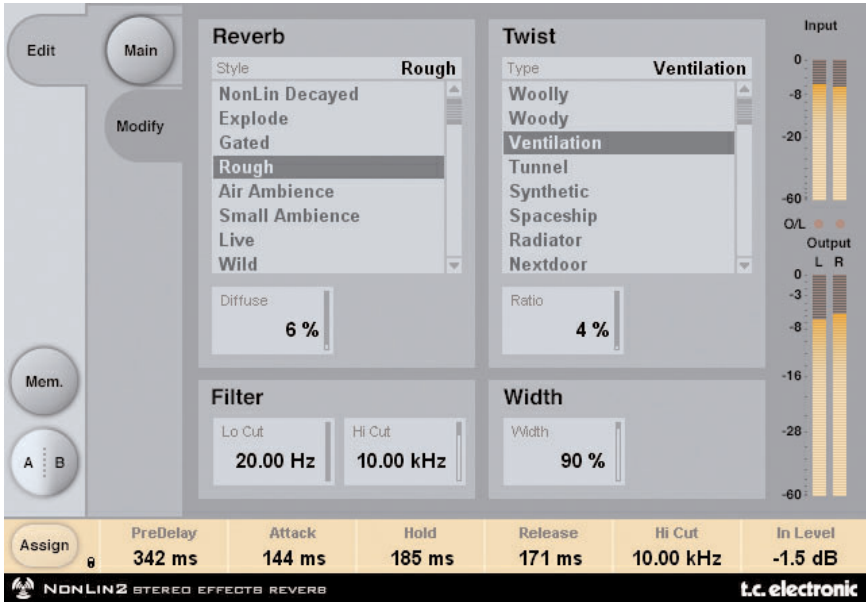 Edit
Main
Modify
Mem.
A B
Reverb
Style Rough
NonLin Decayed
Explode
Gated
Rough
Air Ambience
Small Ambience
Live
Wild
Diffuse
6 %
Twist
Type Ventilation
Woolly
Woody
Ventilation
Tunnel
Synthetic
Spaceship
Radiator
Nextdoor
Ratio
4 %
Filter
Lo Cut
20.00 Hz
Hi Cut
10.00 kHz
Width
Width
90 %
Input
0
-8
-20
-60
O/L
Output
L R
0
-3
-8
-16
-28
-60
Assign
PreDelay
342 ms
Attack
144 ms
Hold
185 ms
Release
171 ms
Hi Cut
10.00 kHz
In Level
-1.5 dB
NONLIN2 STEREO EFFECTS REVERB
t.c. electronic